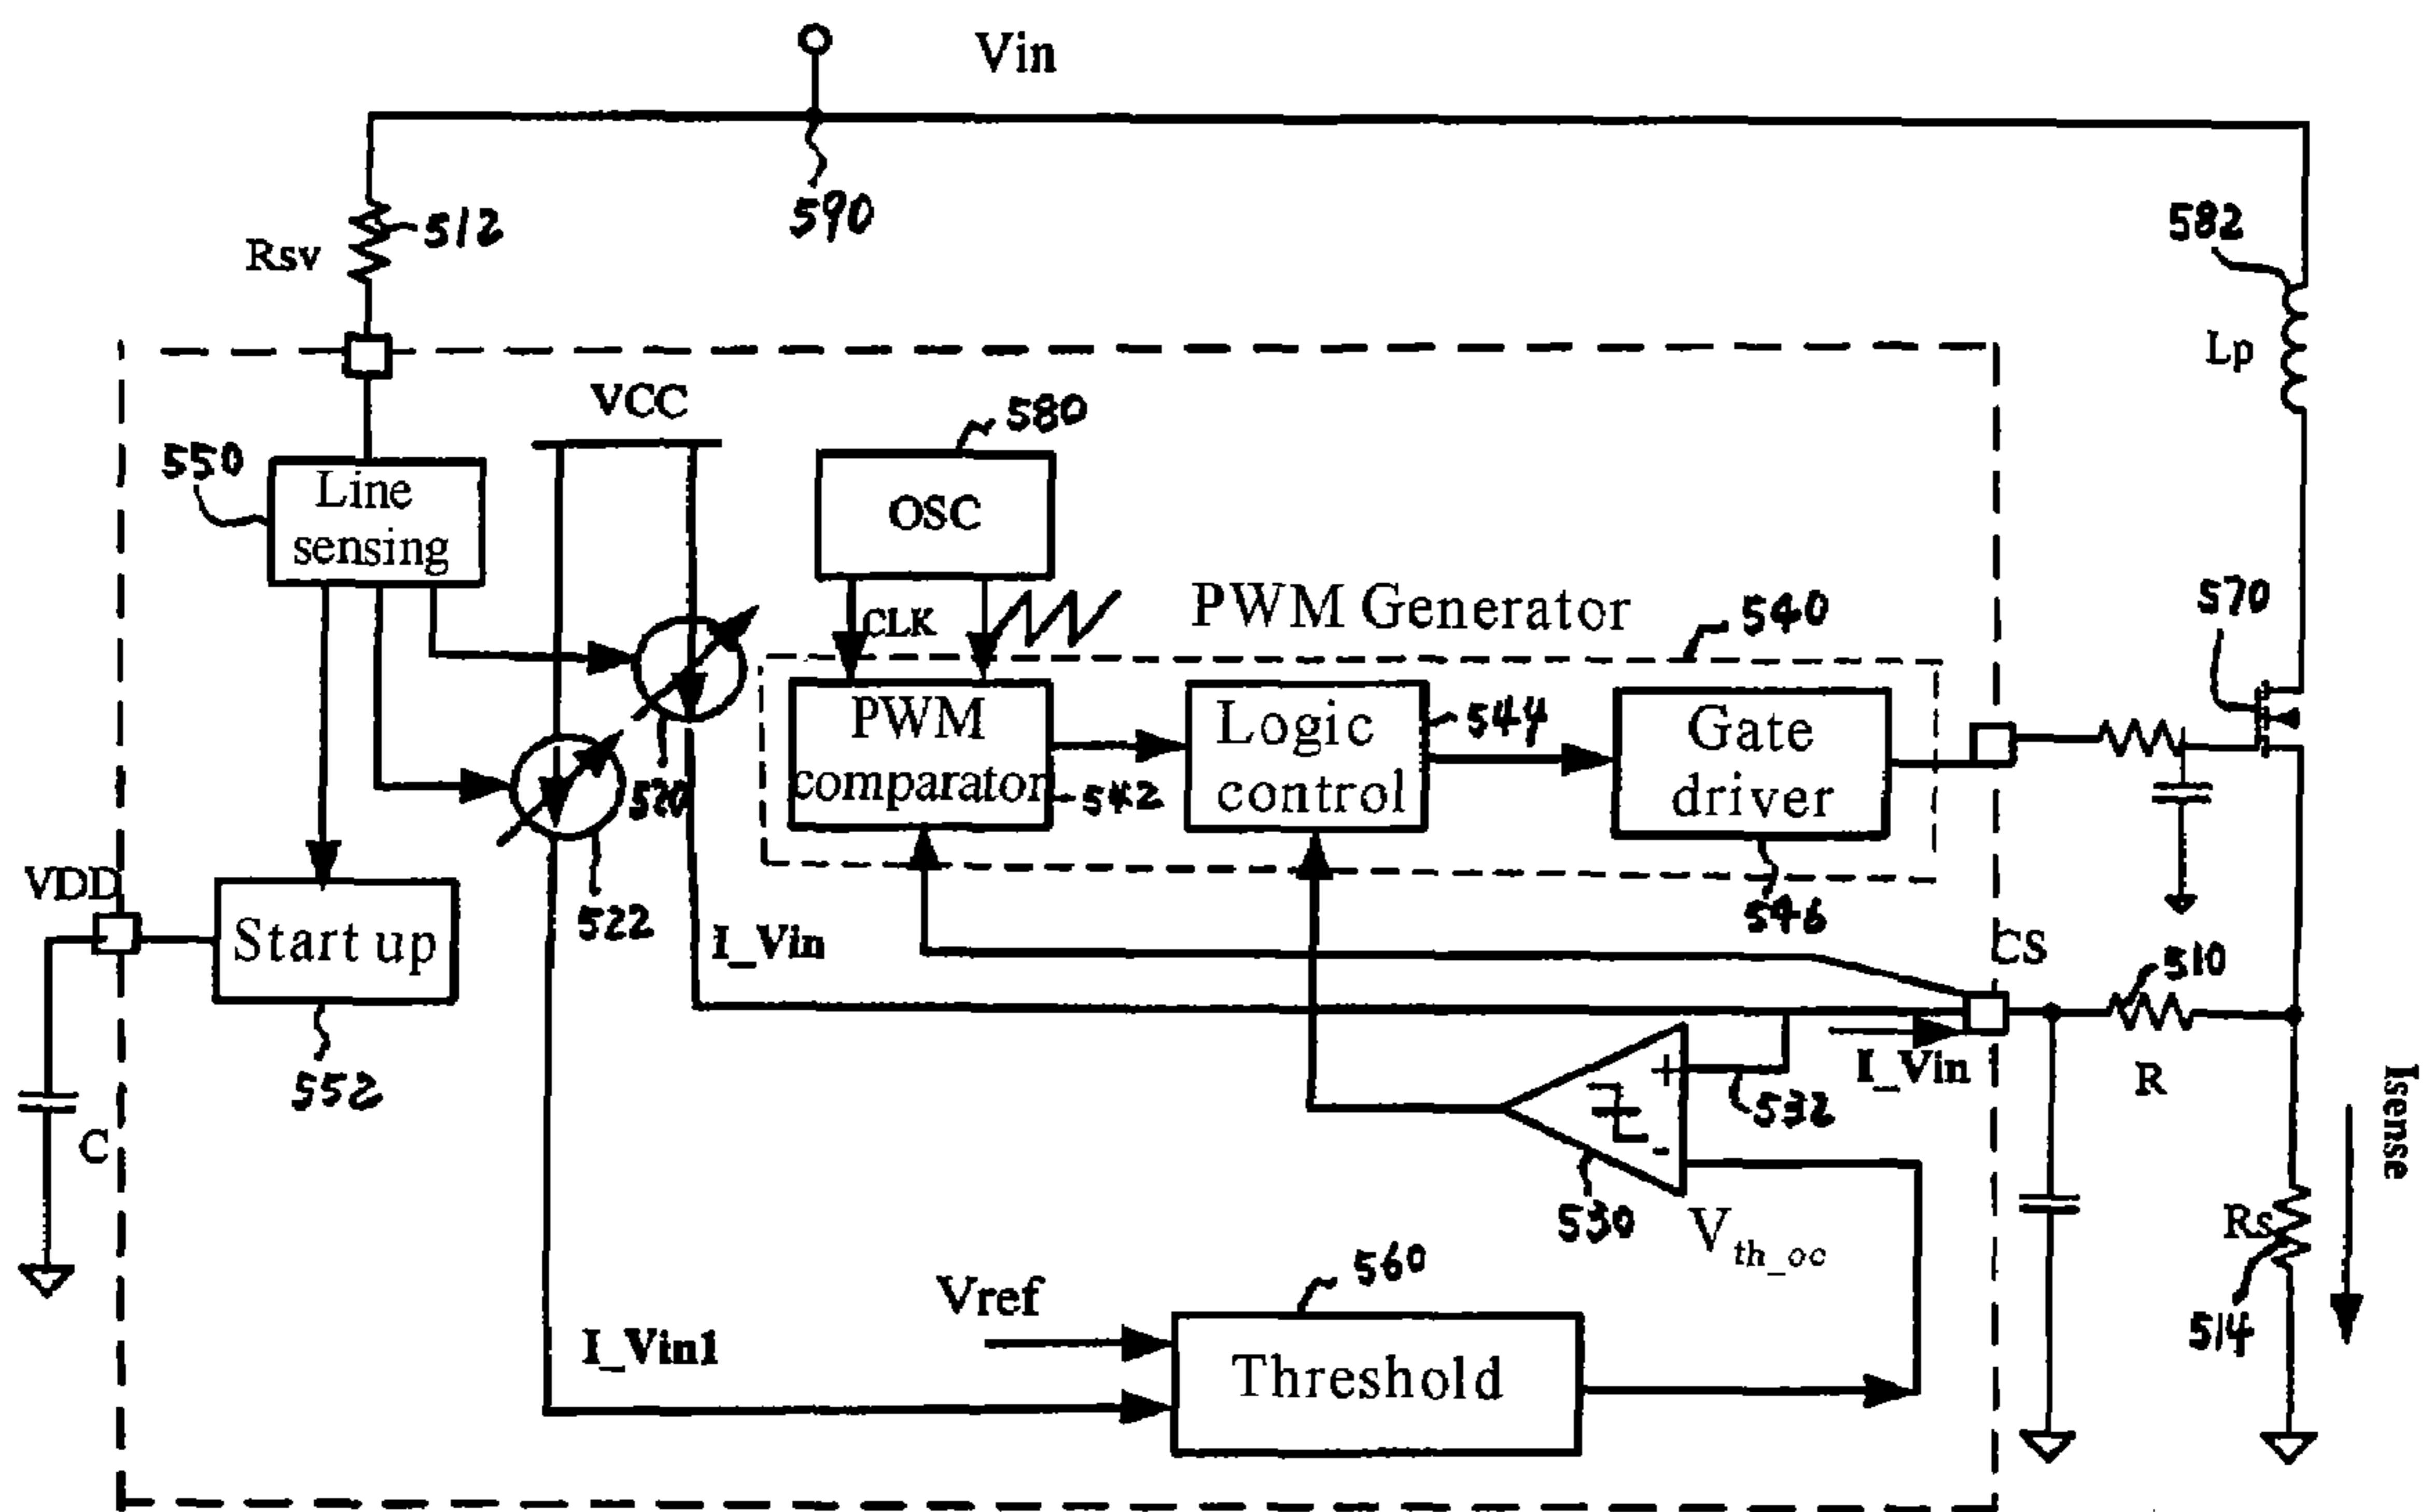 Vin
590
512
Rsv
582
Lp
VCC
580
550
Line
sensing
OSC
CLK
PWM Generator
540
570
PWM
comparator
542
Logic
control
544
Gate
driver
546
520
522
VDD
Start up
552
C
I_Vin
CS
510
R
I_Vin
532
530
Vth_oc
Isense
Rs
514
Vref
560
I_Vin1
Threshold
+
-